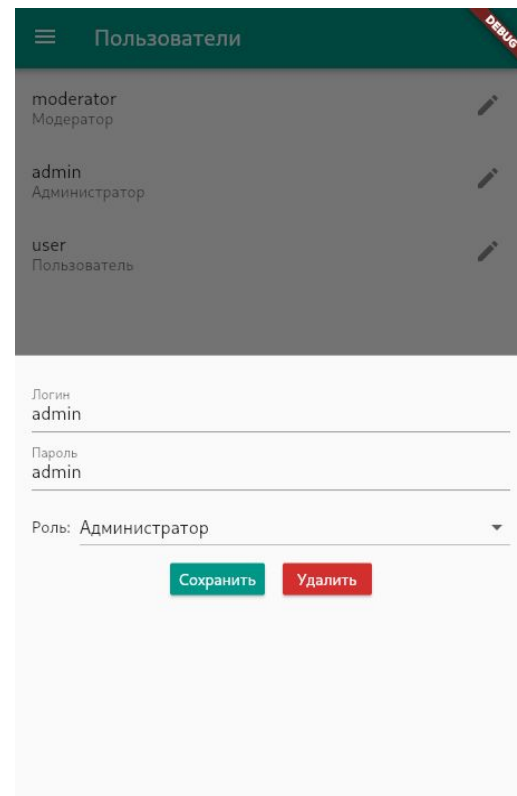 Пользователи
DEBUG
moderator
Модератор
admin
Администратор
user
Пользователь
Логин
admin
Пароль
admin
Роль: Администратор
Сохранить Удалить